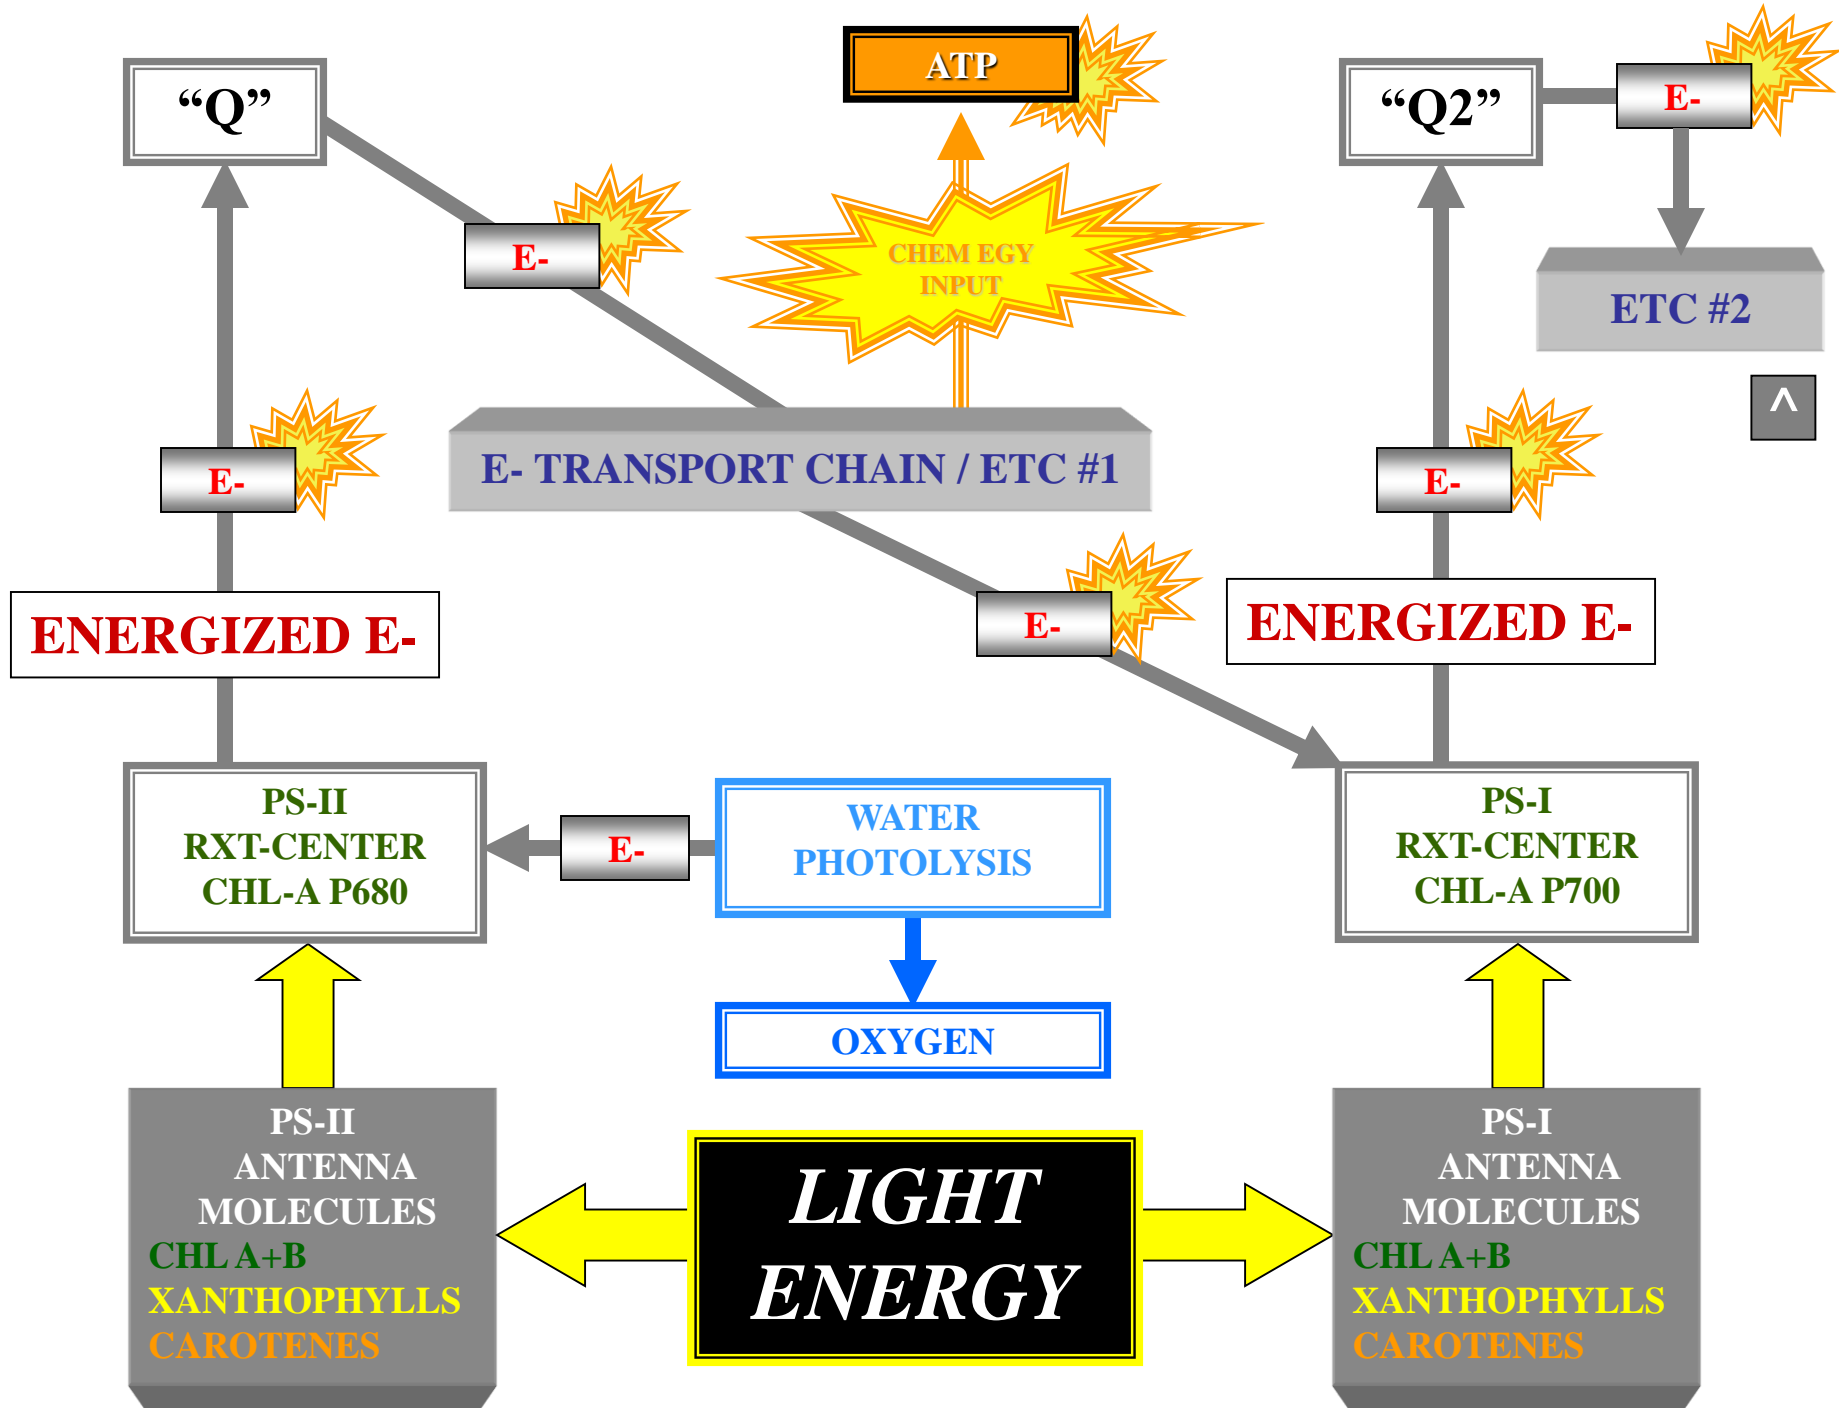 ATP
“Q”
“Q2”
E-
E-
CHEM EGY
INPUT
ETC #2
^
E- TRANSPORT CHAIN / ETC #1
E-
E-
ENERGIZED E-
E-
ENERGIZED E-
PS-II
RXT-CENTER
CHL-A P680
E-
WATER
PHOTOLYSIS
PS-I
RXT-CENTER
CHL-A P700
OXYGEN
PS-II
ANTENNA
MOLECULES
CHL A+B
XANTHOPHYLLS
CAROTENES
LIGHT
ENERGY
PS-I
ANTENNA
MOLECULES
CHL A+B
XANTHOPHYLLS
CAROTENES